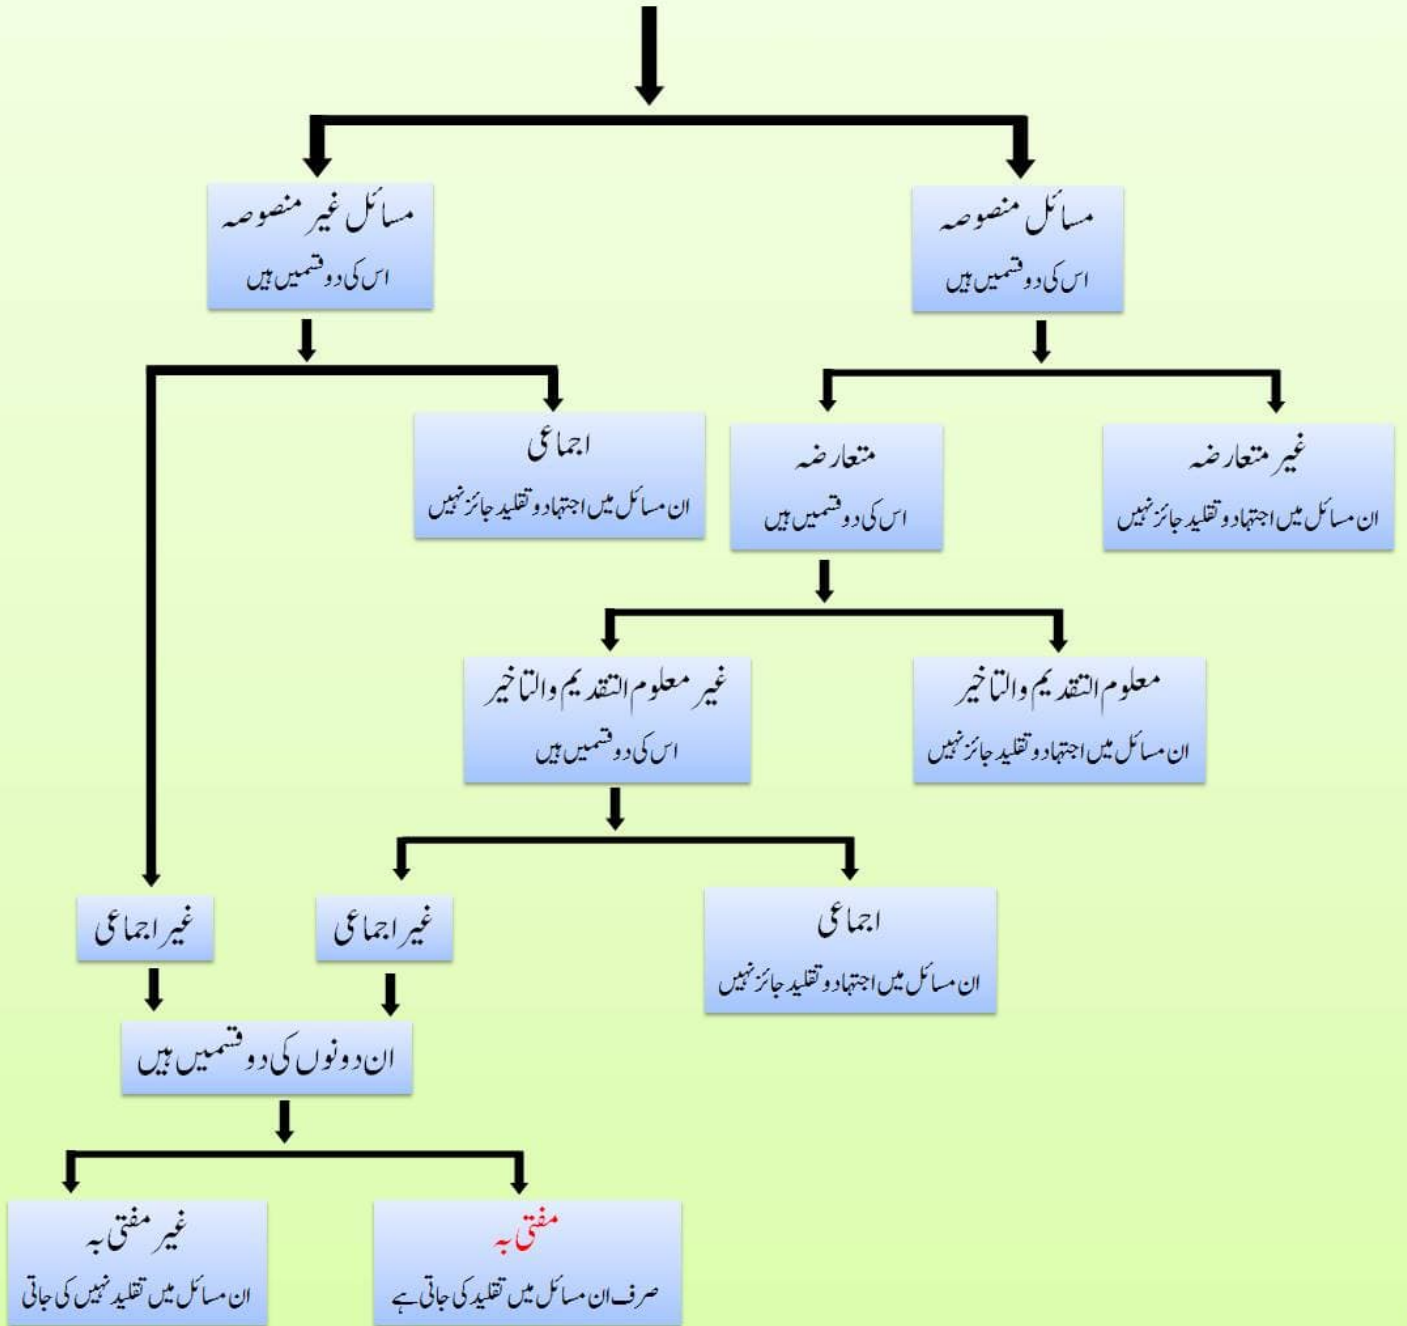 مسائل منصوصہ
اس کی دو قسمیں ہیں
مسائل غیر منصوصہ
اس کی دو قسمیں ہیں
غیر متعارضہ
ان مسائل میں اجتہاد و تقلید جائز نہیں
متعارضہ
اس کی دو قسمیں ہیں
اجماعی
ان مسائل میں اجتہاد و تقلید جائز نہیں
معلوم التقدیم والتاخیر
ان مسائل میں اجتہاد و تقلید جائز نہیں
غیر معلوم التقدیم والتاخیر
اس کی دو قسمیں ہیں
اجماعی
ان مسائل میں اجتہاد و تقلید جائز نہیں
غیر اجماعی
غیر اجماعی
ان دونوں کی دو قسمیں ہیں
مفتی بہ
صرف ان مسائل میں تقلید کی جاتی ہے
غیر مفتی بہ
ان مسائل میں تقلید نہیں کی جاتی